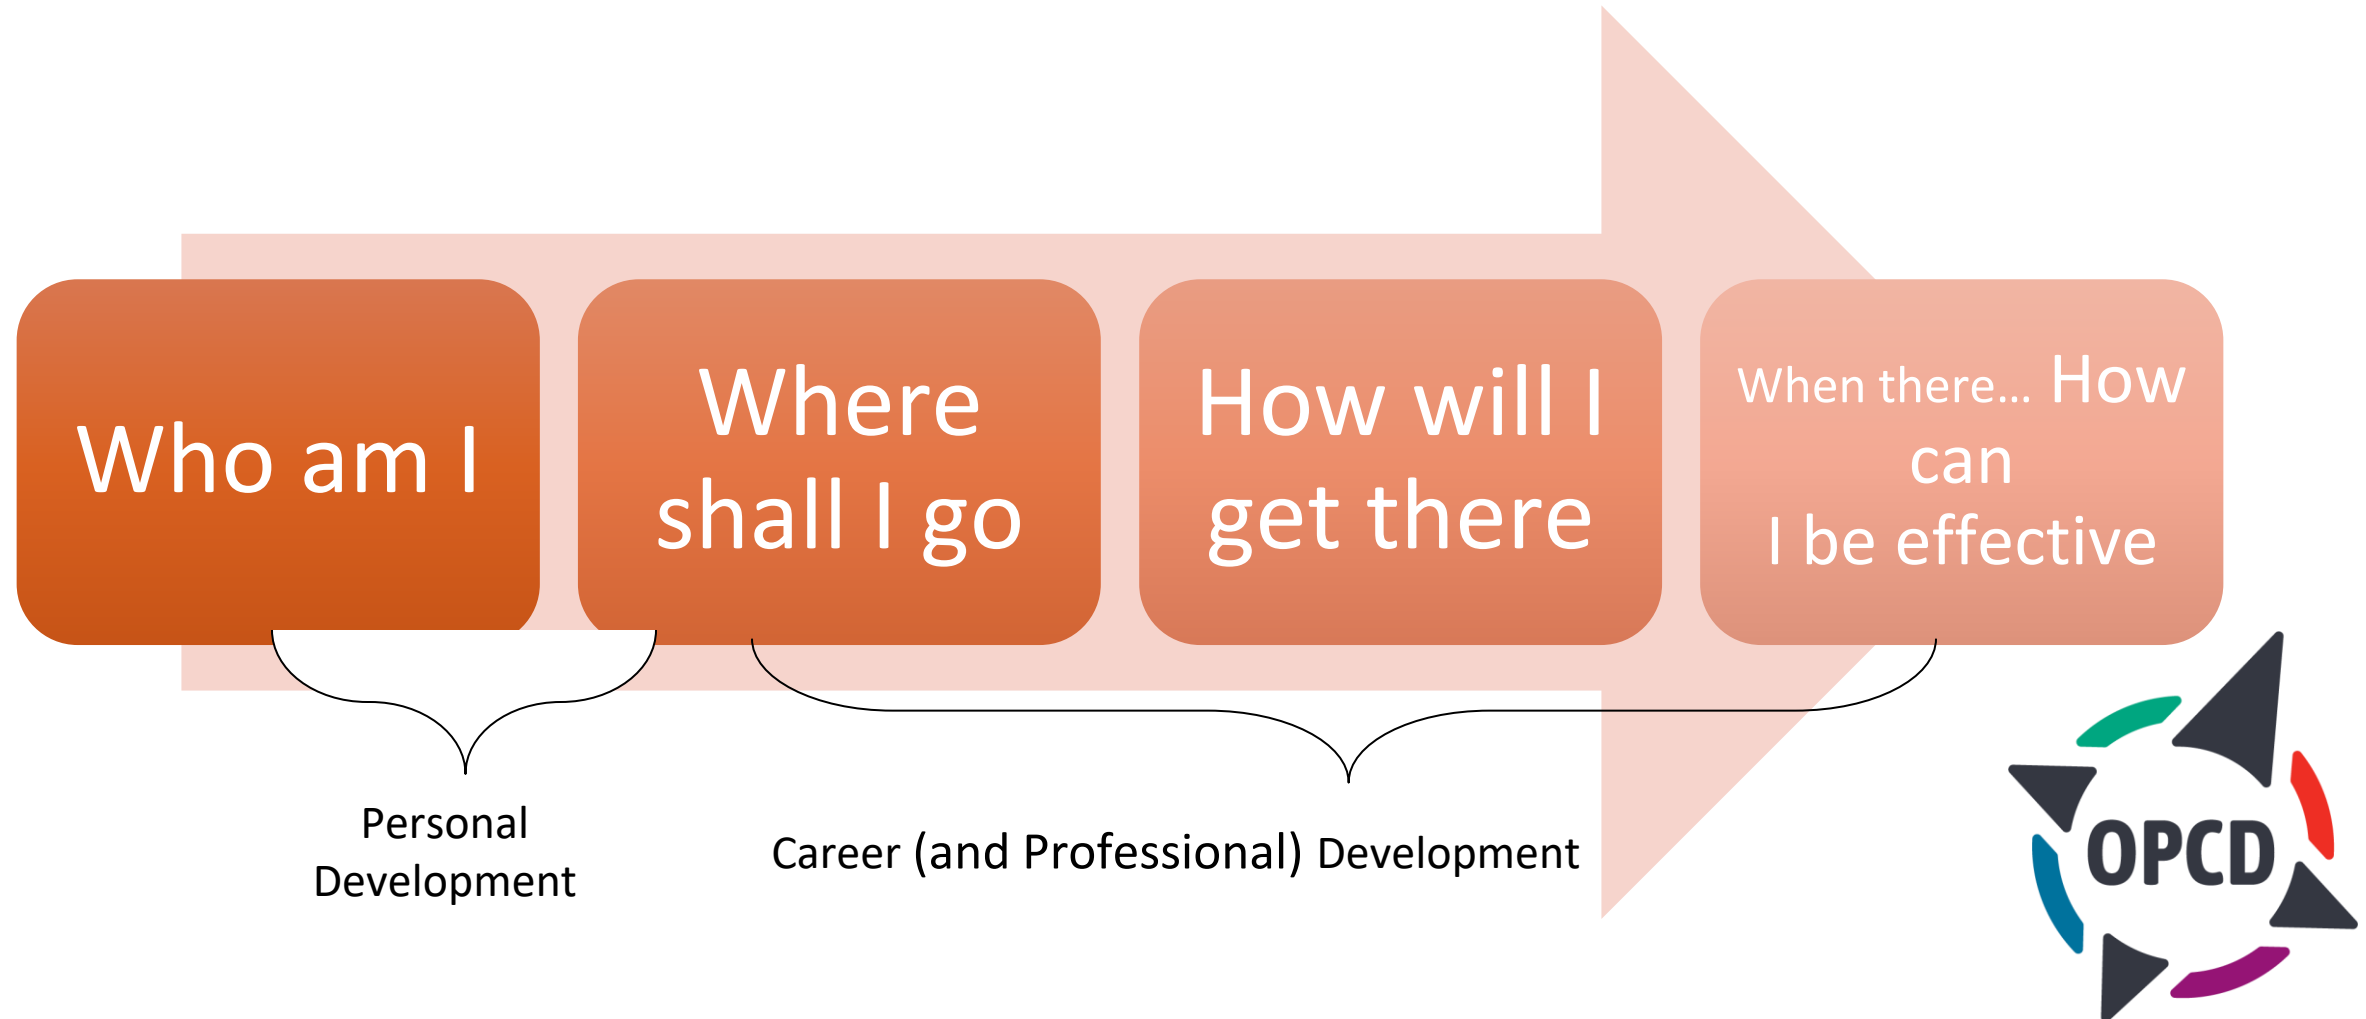 Who am I
Where
shall I go
How will I
get there
When there... How
can
I be effective
Personal
Development
Career (and Professional) Development
OPCD